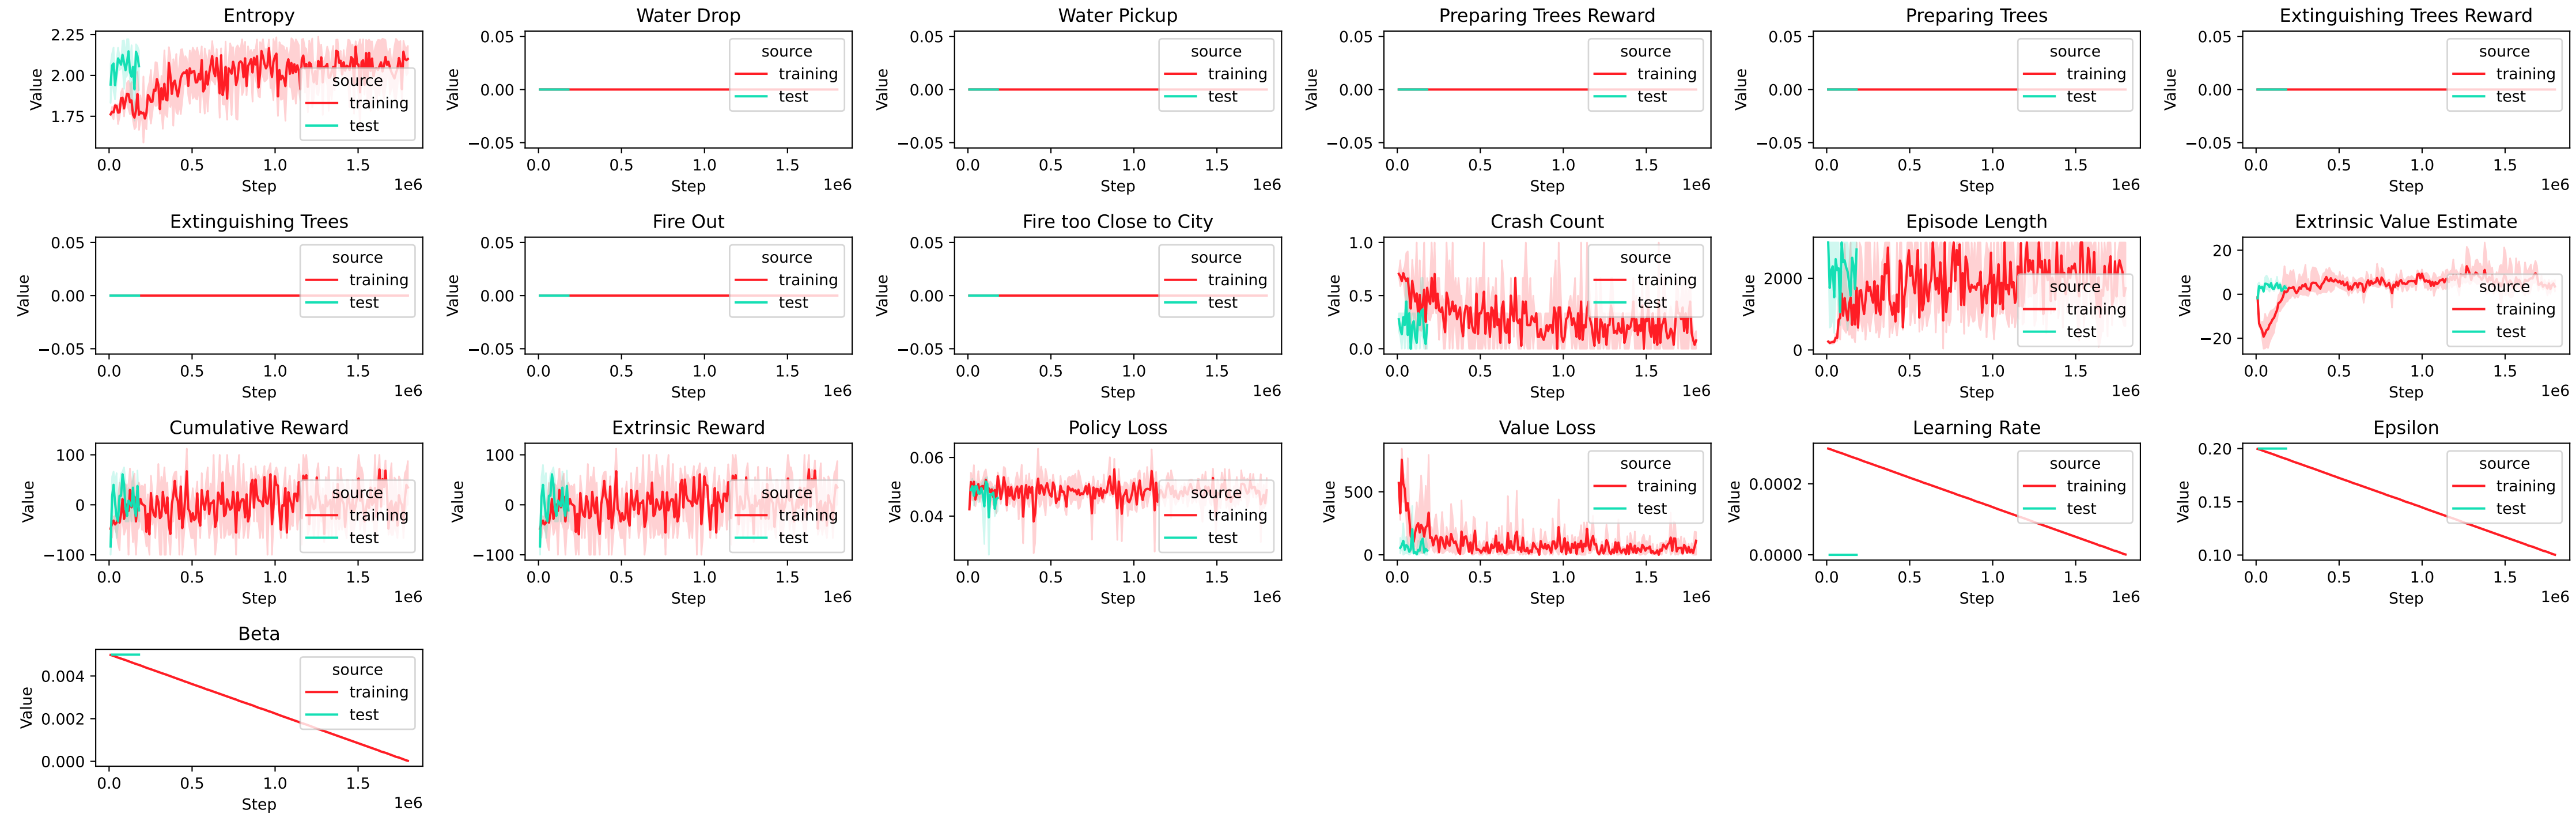 Entropy
Value
2.25
2.00
1.75
source
training
test
0.0 0.5 1.0 1.5
Step
1e6
Water Drop
Value
0.05
0.00
−0.05
source
training
test
0.0 0.5 1.0 1.5
Step
1e6
Water Pickup
Value
0.05
0.00
−0.05
source
training
test
0.0 0.5 1.0 1.5
Step
1e6
Preparing Trees Reward
Value
0.05
0.00
−0.05
source
training
test
0.0 0.5 1.0 1.5
Step
1e6
Preparing Trees
Value
0.05
0.00
−0.05
source
training
test
0.0 0.5 1.0 1.5
Step
1e6
Extinguishing Trees Reward
Value
0.05
0.00
−0.05
source
training
test
0.0 0.5 1.0 1.5
Step
1e6
Extinguishing Trees
Value
0.05
0.00
−0.05
source
training
test
0.0 0.5 1.0 1.5
Step
1e6
Fire Out
Value
0.05
0.00
−0.05
source
training
test
0.0 0.5 1.0 1.5
Step
1e6
Fire too Close to City
Value
0.05
0.00
−0.05
source
training
test
0.0 0.5 1.0 1.5
Step
1e6
Crash Count
Value
1.0
0.5
0.0
source
training
test
0.0 0.5 1.0 1.5
Step
1e6
Episode Length
Value
2000
0
source
training
test
0.0 0.5 1.0 1.5
Step
1e6
Extrinsic Value Estimate
Value
20
0
−20
source
training
test
0.0 0.5 1.0 1.5
Step
1e6
Cumulative Reward
Value
100
0
−100
source
training
test
0.0 0.5 1.0 1.5
Step
1e6
Extrinsic Reward
Value
100
0
−100
source
training
test
0.0 0.5 1.0 1.5
Step
1e6
Policy Loss
Value
0.06
0.04
source
training
test
0.0 0.5 1.0 1.5
Step
1e6
Value Loss
Value
500
0
source
training
test
0.0 0.5 1.0 1.5
Step
1e6
Learning Rate
Value
0.0002
0.0000
source
training
test
0.0 0.5 1.0 1.5
Step
1e6
Epsilon
Value
0.20
0.15
0.10
source
training
test
0.0 0.5 1.0 1.5
Step
1e6
Beta
Value
0.004
0.002
0.000
source
training
test
0.0 0.5 1.0 1.5
Step
1e6